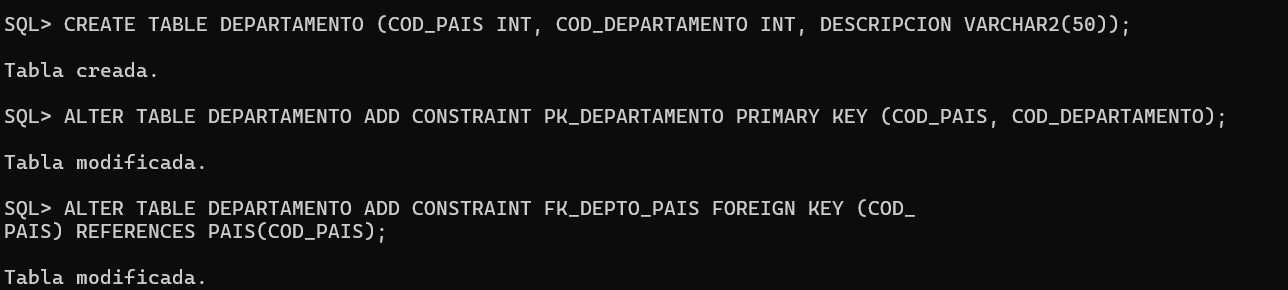 SQL> CREATE TABLE DEPARTAMENTO (COD_PAIS INT, COD_DEPARTAMENTO INT, DESCRIPCION VARCHAR2(50));
Tabla creada.
SQL> ALTER TABLE DEPARTAMENTO ADD CONSTRAINT PK_DEPARTAMENTO PRIMARY KEY (COD_PAIS, COD_DEPARTAMENTO);
Tabla modificada.
SQL> ALTER TABLE DEPARTAMENTO ADD CONSTRAINT FK_DEPTO_PAIS FOREIGN KEY (COD_
PAIS) REFERENCES PAIS(COD_PAIS);
Tabla modificada.